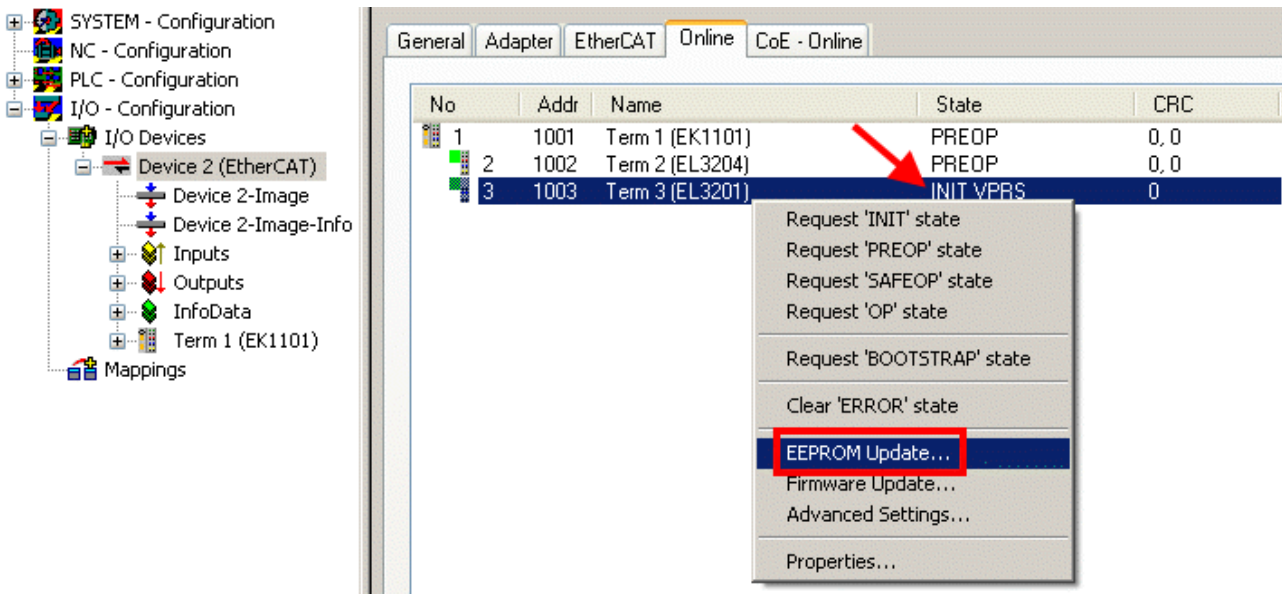 SYSTEM - Configuration
NC - Configuration
PLC - Configuration
I/O - Configuration
I/O Devices
Device 2 (EtherCAT)
Device 2-Image
Device 2-Image-Info
Inputs
Outputs
InfoData
Term 1 (EK1101)
Mappings
General Adapter EtherCAT Online CoE - Online
No Addr Name State CRC
1 1001 Term 1 (EK1101) PREOP 0, 0
2 1002 Term 2 (EL3204) PREOP 0, 0
3 1003 Term 3 (EL3201) INIT VPRS 0
Request 'INIT' state
Request 'PREOP' state
Request 'SAFEOP' state
Request 'OP' state
Request 'BOOTSTRAP' state
Clear 'ERROR' state
EEPROM Update...
Firmware Update...
Advanced Settings...
Properties...